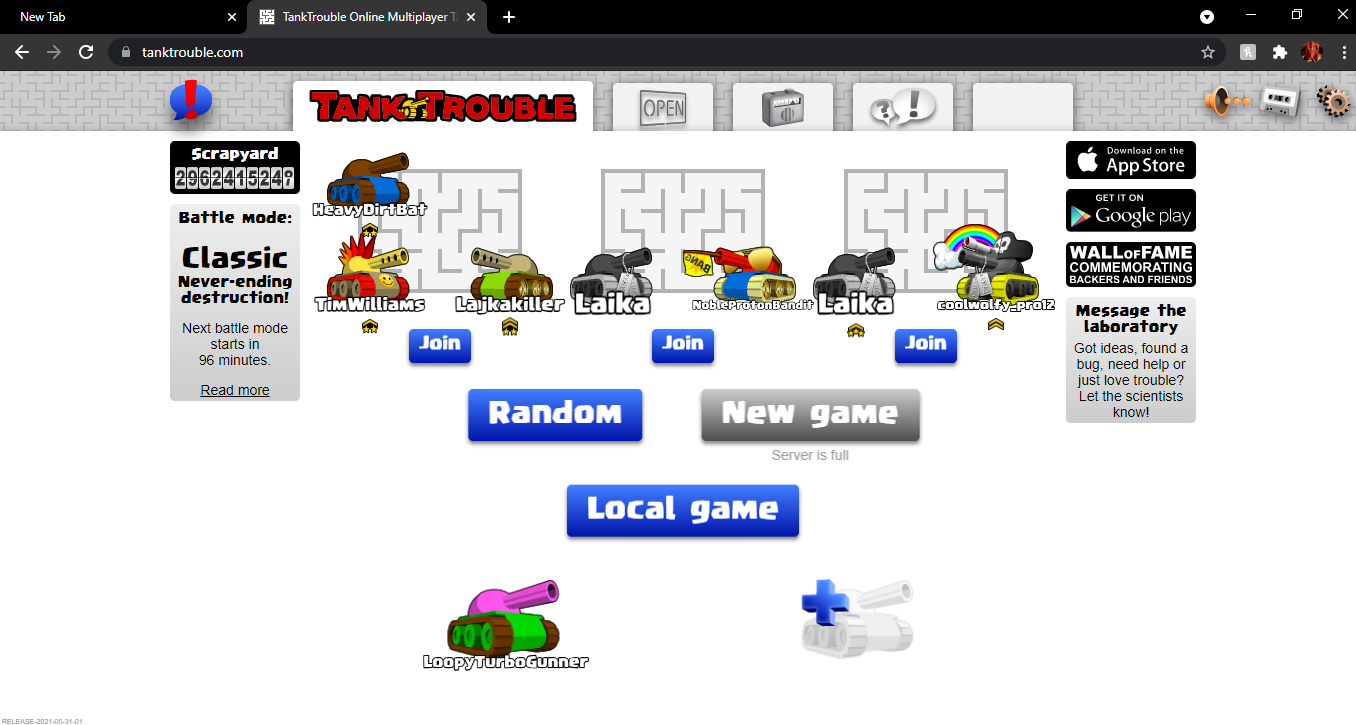 New Tab
TankTrouble Online Multiplayer
tanktrouble.com
TANK TROUBLE
OPEN
Scrapyard
Battle mode:
Classic
Never-ending
destruction!
Next battle mode
starts in
96 minutes.
Read more
HeavyDirtBat
TimWilliams
Lajkakiller
Join
Laika
BANG
NobleProtonBandit
Join
Laika
coolwolfy_pro12
Join
Random
New game
Server is full
Local game
LoopyTurboGunner
Download on the
App Store
GET IT ON
Google play
WALL OF FAME
COMMEMORATING
BACKERS AND FRIENDS
Message the
laboratory
Got ideas, found a
bug, need help or
just love trouble?
Let the scientists
know!
RELEASE-2021-05-31-01